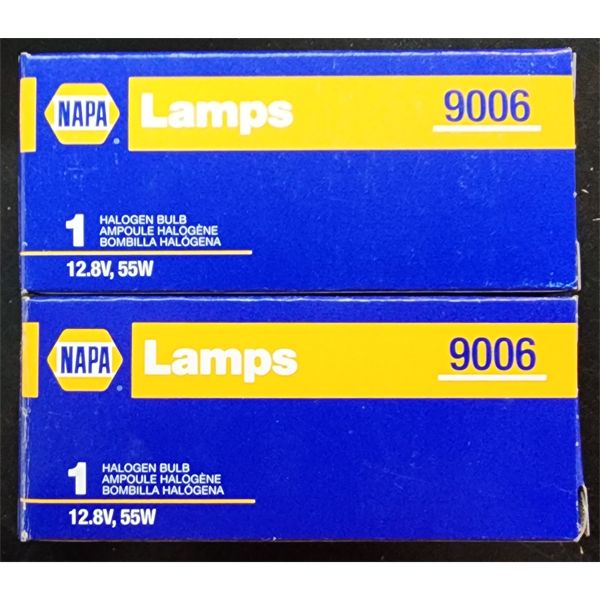 NAPA Lamps 9006
1 HALOGEN BULB
AMPOULE HALOGÈNE
BOMBILLA HALÓGENA
12.8V, 55W
NAPA Lamps 9006
1 HALOGEN BULB
AMPOULE HALOGÈNE
BOMBILLA HALÓGENA
12.8V, 55W